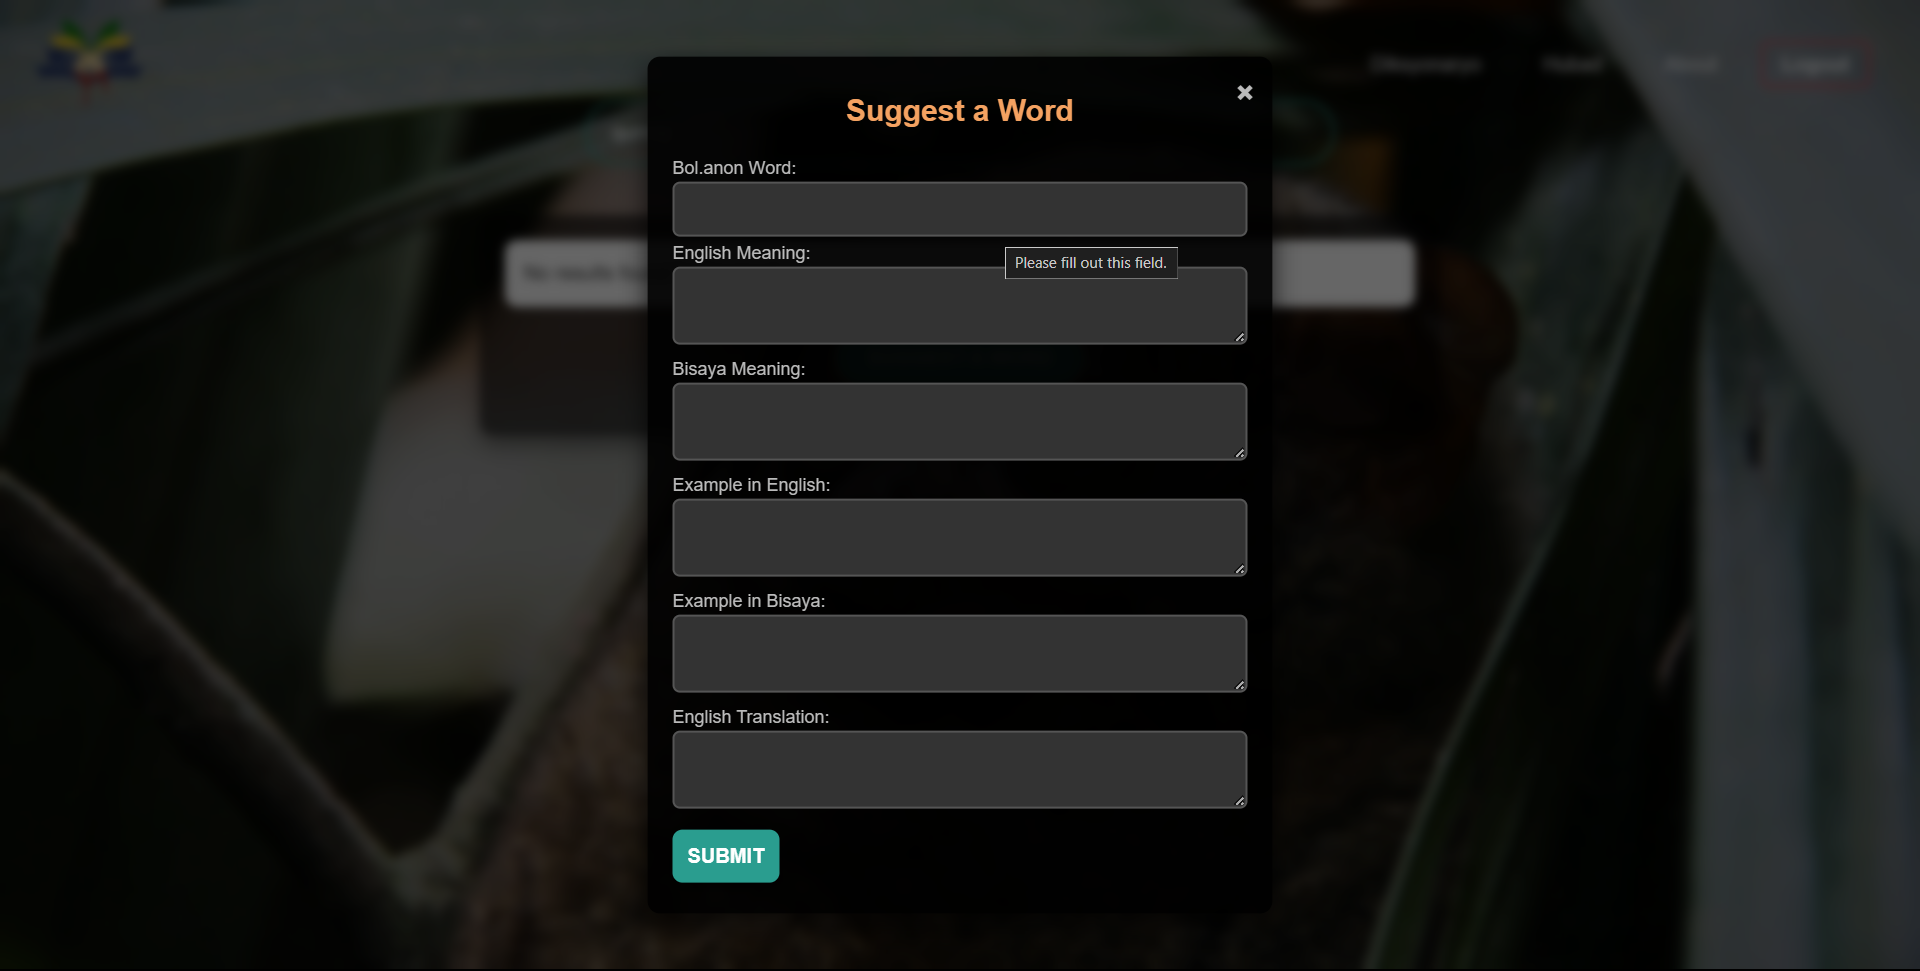 Suggest a Word
Bol.anon Word:
English Meaning:
Please fill out this field.
Bisaya Meaning:
Example in English:
Example in Bisaya:
English Translation:
SUBMIT